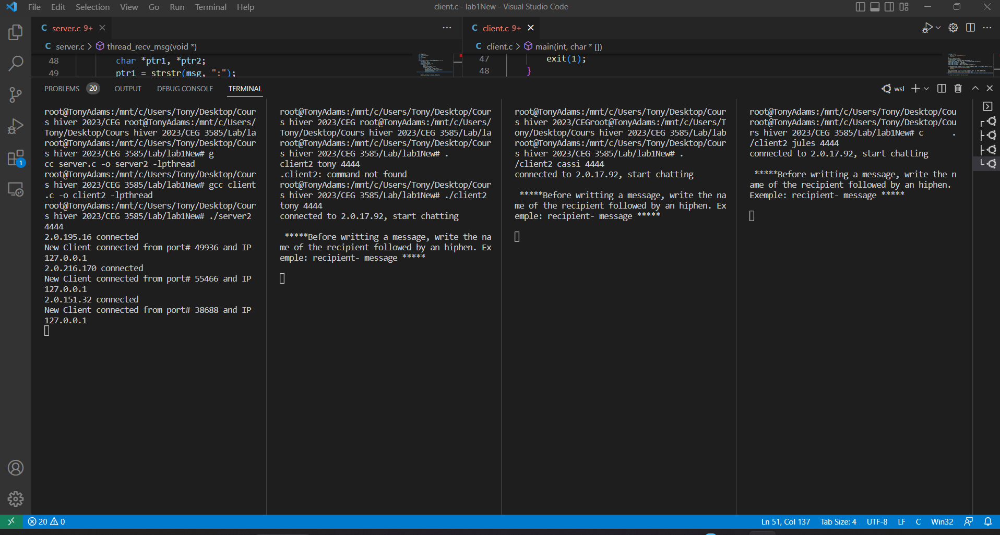 File Edit Selection View Go Run Terminal Help
client.c - lab1New - Visual Studio Code
C server.c 9+
C server.c > thread_recv_msg(void *)
48 char *ptr1, *ptr2;
49 ptr1 = strstr(msg, ":");
C client.c 9+
C client.c > main(int, char * [])
47 exit(1);
48 }
PROBLEMS 20 OUTPUT DEBUG CONSOLE TERMINAL
wsl
root@TonyAdams:/mnt/c/Users/Tony/Desktop/Cour
s hiver 2023/CEG root@TonyAdams:/mnt/c/Users/
Tony/Desktop/Cours hiver 2023/CEG 3585/Lab/la
root@TonyAdams:/mnt/c/Users/Tony/Desktop/Cour
s hiver 2023/CEG 3585/Lab/lab1New# g
cc server.c -o server2 -lpthread
root@TonyAdams:/mnt/c/Users/Tony/Desktop/Cour
s hiver 2023/CEG 3585/Lab/lab1New# gcc client
.c -o client2 -lpthread
root@TonyAdams:/mnt/c/Users/Tony/Desktop/Cour
s hiver 2023/CEG 3585/Lab/lab1New# ./server2
4444
2.0.195.16 connected
New Client connected from port# 49936 and IP
127.0.0.1
2.0.216.170 connected
New Client connected from port# 55466 and IP
127.0.0.1
2.0.151.32 connected
New Client connected from port# 38688 and IP
127.0.0.1
root@TonyAdams:/mnt/c/Users/Tony/Desktop/Cour
s hiver 2023/CEG root@TonyAdams:/mnt/c/Users/
Tony/Desktop/Cours hiver 2023/CEG 3585/Lab/la
root@TonyAdams:/mnt/c/Users/Tony/Desktop/Cour
s hiver 2023/CEG 3585/Lab/lab1New# .
client2 tony 4444
.client2: command not found
root@TonyAdams:/mnt/c/Users/Tony/Desktop/Cour
s hiver 2023/CEG 3585/Lab/lab1New# ./client2
tony 4444
connected to 2.0.17.92, start chatting
*****Before writting a message, write the na
me of the recipient followed by an hiphen. Ex
emple: recipient- message *****
root@TonyAdams:/mnt/c/Users/Tony/Desktop/Cour
s hiver 2023/CEGroot@TonyAdams:/mnt/c/Users/T
ony/Desktop/Cours hiver 2023/CEG 3585/Lab/lab
root@TonyAdams:/mnt/c/Users/Tony/Desktop/Cour
s hiver 2023/CEG 3585/Lab/lab1New# .
/client2 cassi 4444
connected to 2.0.17.92, start chatting
*****Before writting a message, write the na
me of the recipient followed by an hiphen. Ex
emple: recipient- message *****
root@TonyAdams:/mnt/c/Users/Tony/Desktop/Cou
root@TonyAdams:/mnt/c/Users/Tony/Desktop/Cou
rs hiver 2023/CEG 3585/Lab/lab1New# c .
/client2 jules 4444
connected to 2.0.17.92, start chatting
*****Before writting a message, write the n
ame of the recipient followed by an hiphen.
Exemple: recipient- message *****
1
20 0
Ln 51, Col 137 Tab Size: 4 UTF-8 LF C Win32